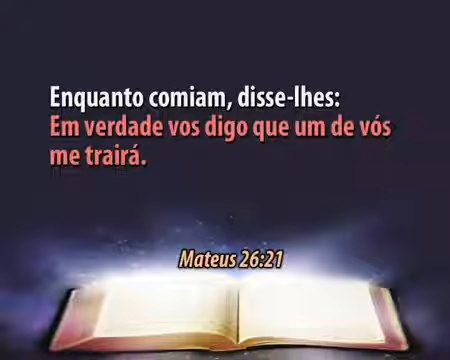 Enquanto comiam, disse-lhes:
Em verdade vos digo que um de vós
me trairá.
Mateus 26:21